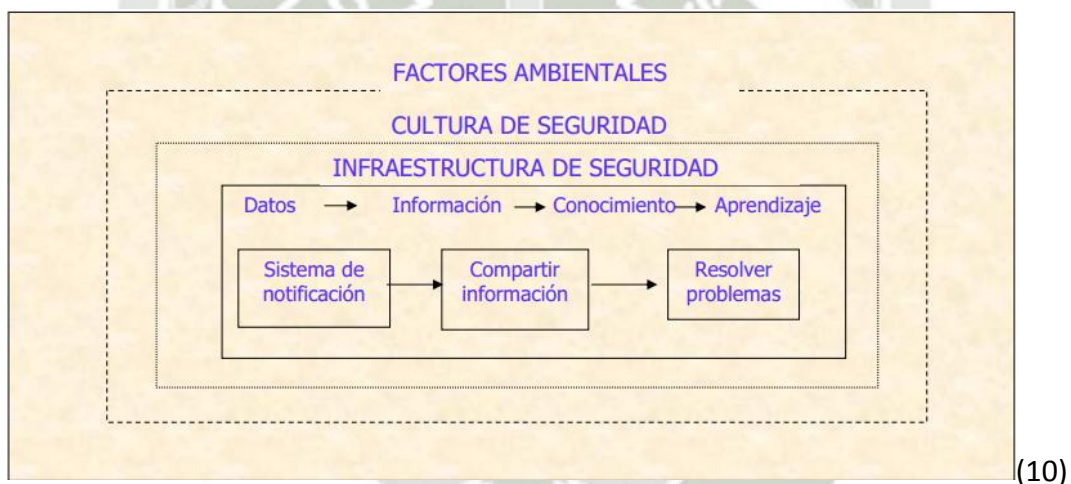 FACTORES AMBIENTALES
CULTURA DE SEGURIDAD
INFRAESTRUCTURA DE SEGURIDAD
Datos → Información → Conocimiento → Aprendizaje
Sistema de
notificación
Compartir
información
Resolver
problemas
(10)